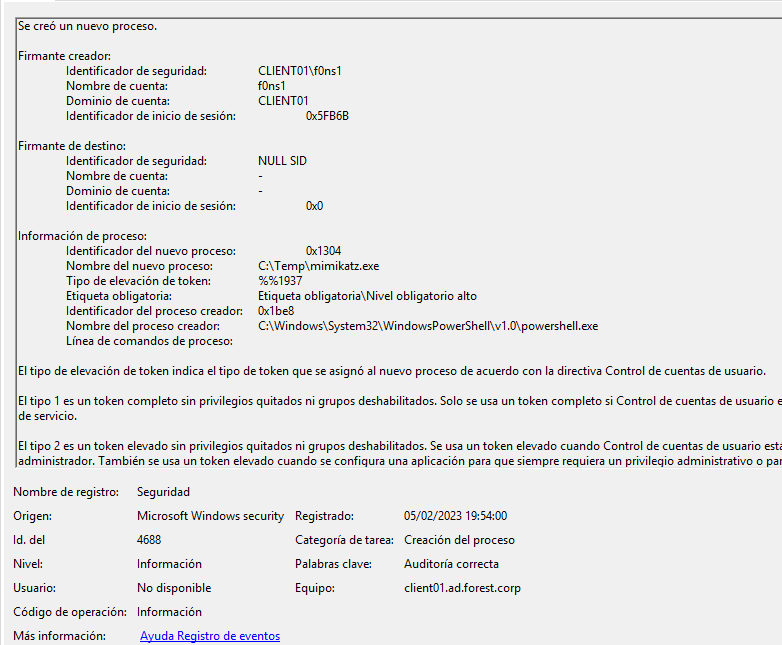 Se creó un nuevo proceso.
Firmante creador:
Identificador de seguridad: CLIENT01\f0ns1
Nombre de cuenta: f0ns1
Dominio de cuenta: CLIENT01
Identificador de inicio de sesión: 0x5FB6B
Firmante de destino:
Identificador de seguridad: NULL SID
Nombre de cuenta: -
Dominio de cuenta: -
Identificador de inicio de sesión: 0x0
Información de proceso:
Identificador del nuevo proceso: 0x1304
Nombre del nuevo proceso: C:\Temp\mimikatz.exe
Tipo de elevación de token: %%1937
Etiqueta obligatoria: Etiqueta obligatoria\Nivel obligatorio alto
Identificador del proceso creador: 0x1be8
Nombre del proceso creador: C:\Windows\System32\WindowsPowerShell\v1.0\powershell.exe
Línea de comandos de proceso:
El tipo de elevación de token indica el tipo de token que se asignó al nuevo proceso de acuerdo con la directiva Control de cuentas de usuario.
El tipo 1 es un token completo sin privilegios quitados ni grupos deshabilitados. Solo se usa un token completo si Control de cuentas de usuario e
de servicio.
El tipo 2 es un token elevado sin privilegios quitados ni grupos deshabilitados. Se usa un token elevado cuando Control de cuentas de usuario está
administrador. También se usa un token elevado cuando se configura una aplicación para que siempre requiera un privilegio administrativo o par
Nombre de registro: Seguridad
Origen: Microsoft Windows security Registrado: 05/02/2023 19:54:00
Id. del 4688 Categoría de tarea: Creación del proceso
Nivel: Información Palabras clave: Auditoría correcta
Usuario: No disponible Equipo: client01.ad.forest.corp
Código de operación: Información
Más información: Ayuda Registro de eventos